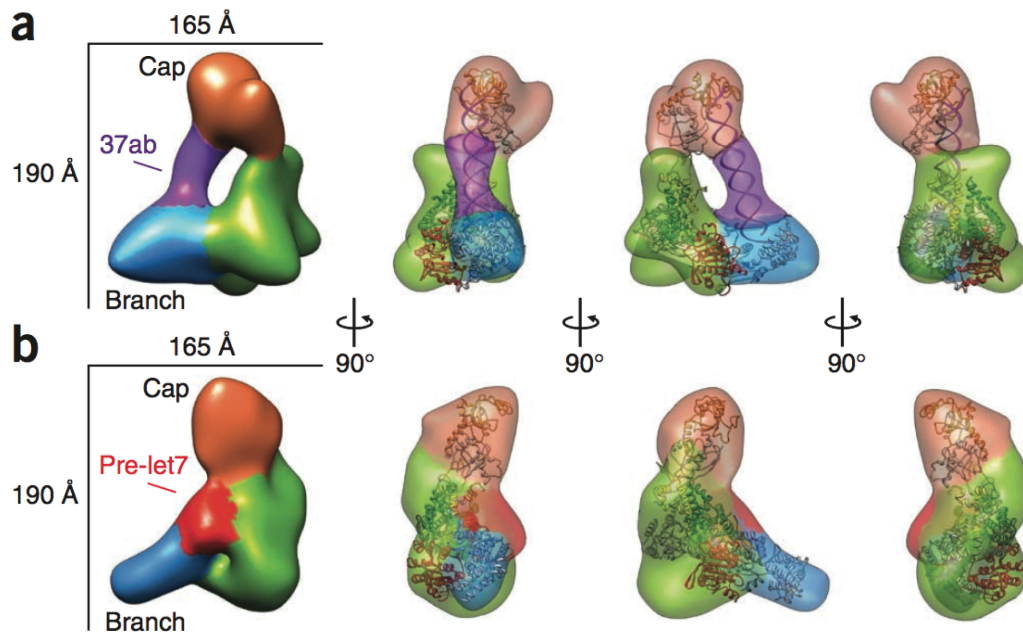 a
165 Å
Cap
37ab
190 Å
Branch
90° 90° 90°
b
165 Å
Cap
Pre-let7
190 Å
Branch